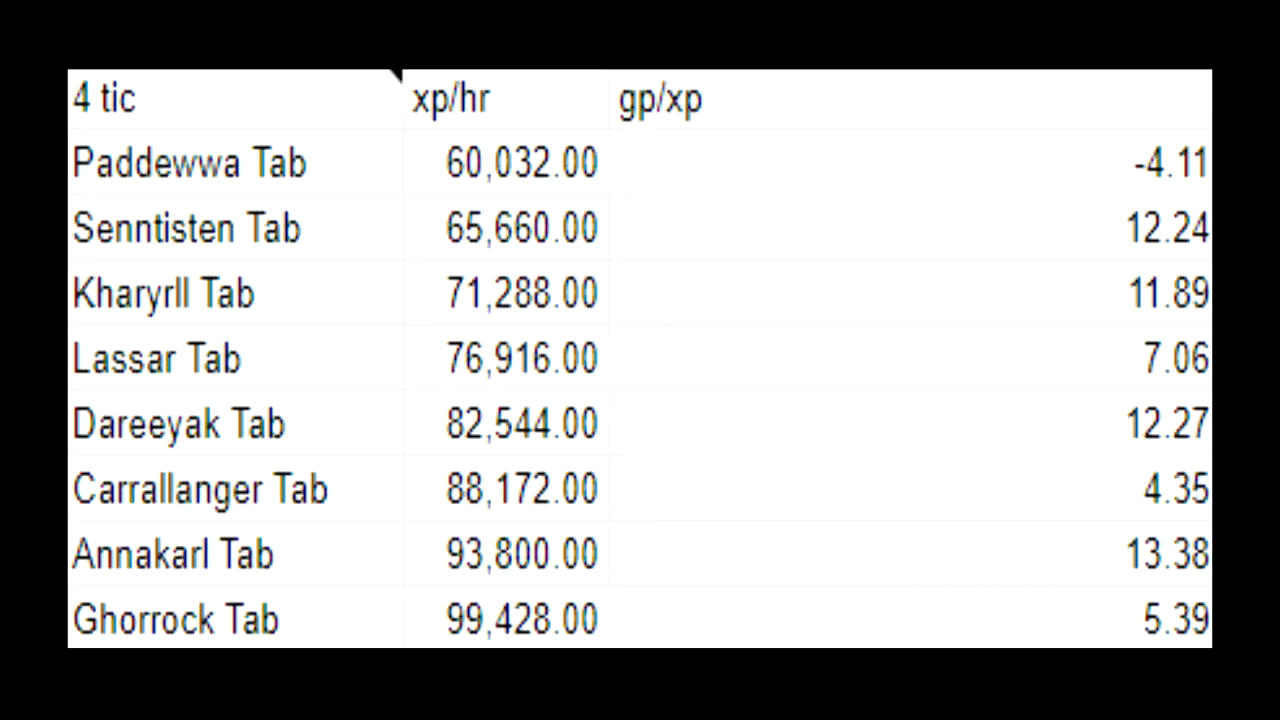 4 tic xp/hr gp/xp
Paddewwa Tab 60,032.00 -4.11
Senntisten Tab 65,660.00 12.24
Kharyrll Tab 71,288.00 11.89
Lassar Tab 76,916.00 7.06
Dareeyak Tab 82,544.00 12.27
Carrallanger Tab 88,172.00 4.35
Annakarl Tab 93,800.00 13.38
Ghorrock Tab 99,428.00 5.39